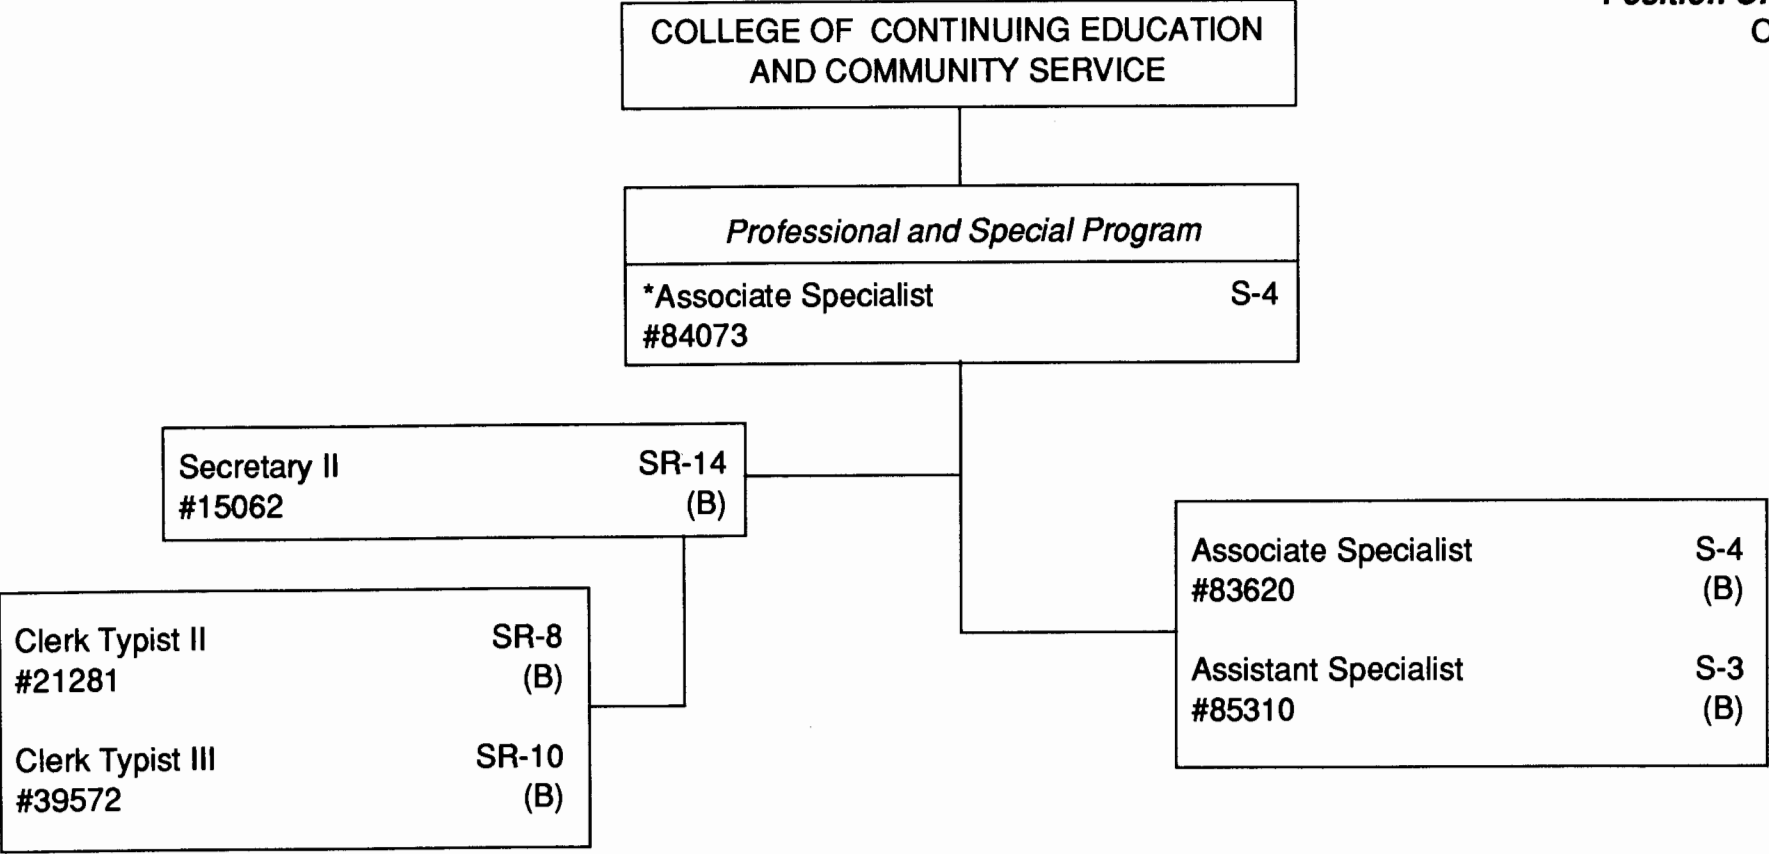 COLLEGE OF CONTINUING EDUCATION
AND COMMUNITY SERVICE
Professional and Special Program
*Associate Specialist S-4
#84073
Secretary II SR-14
#15062 (B)
Clerk Typist II SR-8
#21281 (B)
Clerk Typist III SR-10
#39572 (B)
Associate Specialist S-4
#83620 (B)
Assistant Specialist S-3
#85310 (B)